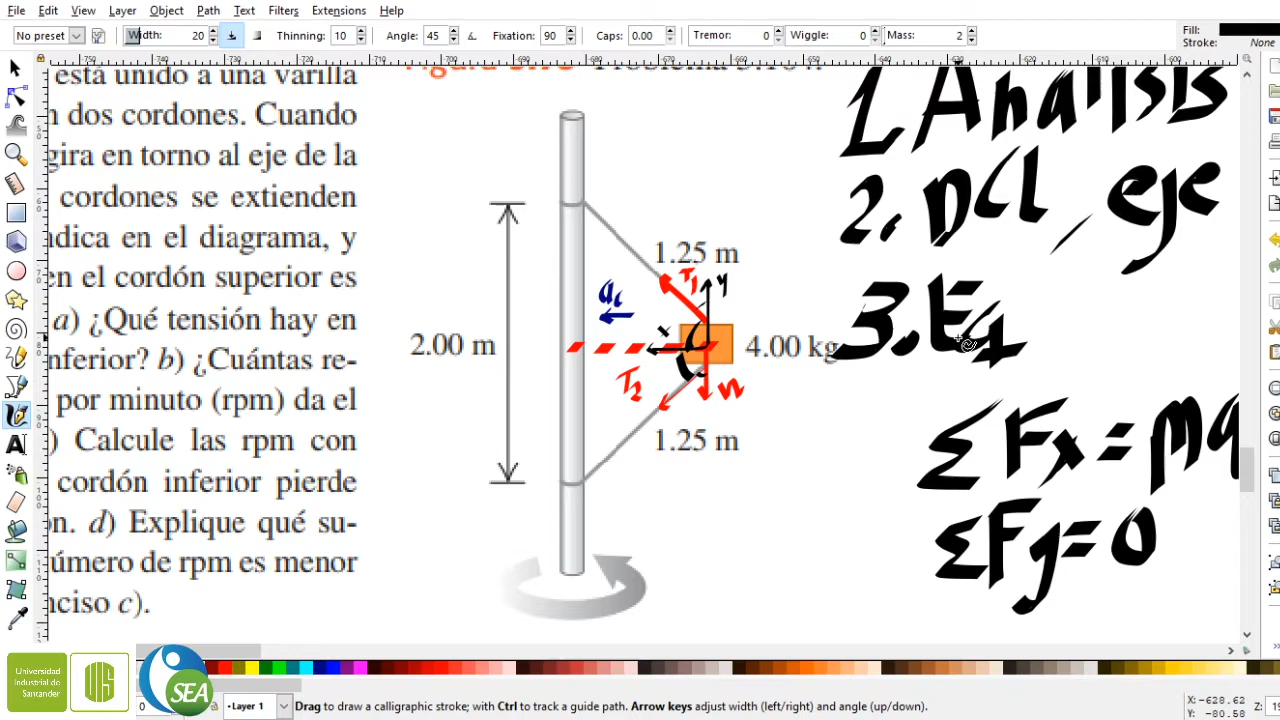 File Edit View Layer Object Path Text Filters Extensions Help
No preset Width: 20 Thinning: 10 Angle: 45 Fixation: 90 Caps: 0.00 Tremor: 0 Wiggle: 0 Mass: 2 Fill: Stroke: None
está unido a una varilla
n dos cordones. Cuando
gira en torno al eje de la
cordones se extienden
dica en el diagrama, y
en el cordón superior es
a) ¿Qué tensión hay en
nferior? b) ¿Cuántas re-
por minuto (rpm) da el
) Calcule las rpm con
cordón inferior pierde
ón. d) Explique qué su-
número de rpm es menor
nciso c).
1.25 m
T1
y
a
x
2.00 m
4.00 kg
T2
W
1.25 m
1. Analisis
2. DCL, eje
3. Eq
ΣFx = ma
ΣFy = 0
Universidad
Industrial de
Santander
SEA
0 Layer 1 Drag to draw a calligraphic stroke; with Ctrl to track a guide path. Arrow keys adjust width (left/right) and angle (up/down).
X: -628.62
Y: -80.58
Z: